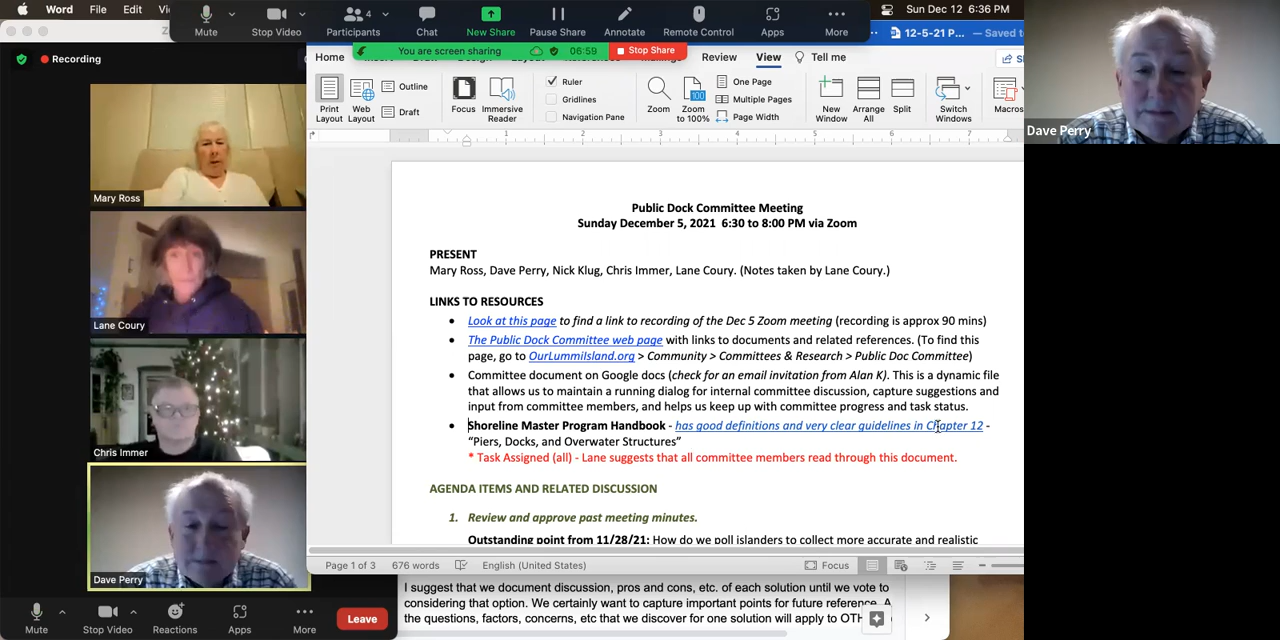 Word File Edit Vi
Sun Dec 12 6:36 PM
Mute Stop Video Participants 4 Chat New Share Pause Share Annotate Remote Control Apps More
12-5-21 P... — Saved to
You are screen sharing 06:59 Stop Share
Recording
Home Review View Tell me
Print Layout Web Layout Outline Draft Focus Immersive Reader Ruler Gridlines Navigation Pane Zoom Zoom to 100% One Page Multiple Pages Page Width New Window Arrange All Split Switch Windows Macros
1 2 3 4 5 6 7
Mary Ross
Lane Coury
Chris Immer
Dave Perry
Dave Perry
Public Dock Committee Meeting
Sunday December 5, 2021 6:30 to 8:00 PM via Zoom
PRESENT
Mary Ross, Dave Perry, Nick Klug, Chris Immer, Lane Coury. (Notes taken by Lane Coury.)
LINKS TO RESOURCES
• Look at this page to find a link to recording of the Dec 5 Zoom meeting (recording is approx 90 mins)
• The Public Dock Committee web page with links to documents and related references. (To find this
page, go to OurLummiIsland.org > Community > Committees & Research > Public Doc Committee)
• Committee document on Google docs (check for an email invitation from Alan K). This is a dynamic file
that allows us to maintain a running dialog for internal committee discussion, capture suggestions and
input from committee members, and helps us keep up with committee progress and task status.
• Shoreline Master Program Handbook - has good definitions and very clear guidelines in Chapter 12 -
“Piers, Docks, and Overwater Structures”
* Task Assigned (all) - Lane suggests that all committee members read through this document.
AGENDA ITEMS AND RELATED DISCUSSION
1. Review and approve past meeting minutes.
Outstanding point from 11/28/21: How do we poll islanders to collect more accurate and realistic
Page 1 of 3 676 words English (United States) Focus
I suggest that we document discussion, pros and cons, etc. of each solution until we vote to
considering that option. We certainly want to capture important points for future reference. A
the questions, factors, concerns, etc that we discover for one solution will apply to OTH
Mute Stop Video Reactions Apps More Leave